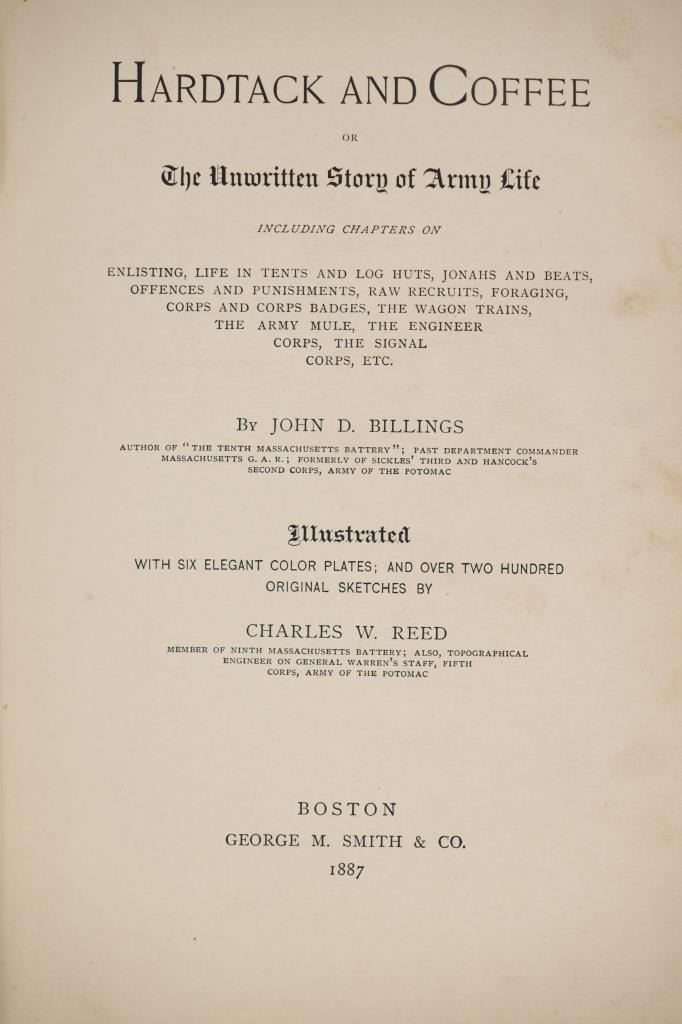 HARDTACK AND COFFEE
OR
The Unwritten Story of Army Life
INCLUDING CHAPTERS ON
ENLISTING, LIFE IN TENTS AND LOG HUTS, JONAHS AND BEATS,
OFFENCES AND PUNISHMENTS, RAW RECRUITS, FORAGING,
CORPS AND CORPS BADGES, THE WAGON TRAINS,
THE ARMY MULE, THE ENGINEER
CORPS, THE SIGNAL
CORPS, ETC.
BY JOHN D. BILLINGS
AUTHOR OF "THE TENTH MASSACHUSETTS BATTERY"; PAST DEPARTMENT COMMANDER
MASSACHUSETTS G. A. R.; FORMERLY OF SICKLES' THIRD AND HANCOCK'S
SECOND CORPS, ARMY OF THE POTOMAC
Illustrated
WITH SIX ELEGANT COLOR PLATES; AND OVER TWO HUNDRED
ORIGINAL SKETCHES BY
CHARLES W. REED
MEMBER OF NINTH MASSACHUSETTS BATTERY; ALSO, TOPOGRAPHICAL
ENGINEER ON GENERAL WARREN'S STAFF, FIFTH
CORPS, ARMY OF THE POTOMAC
BOSTON
GEORGE M. SMITH & CO.
1887